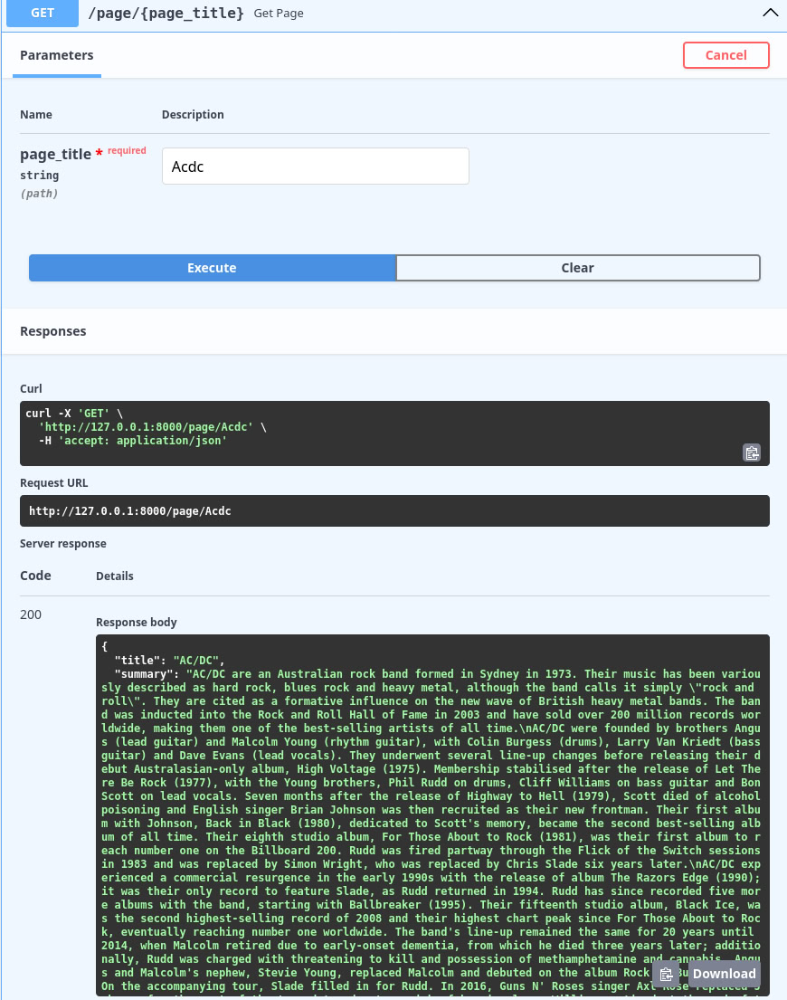 GET /page/{page_title} Get Page
Parameters
Cancel
Name Description
page_title * required
string
(path)
Acdc
Execute
Clear
Responses
Curl
curl -X 'GET' \
  'http://127.0.0.1:8000/page/Acdc' \
  -H 'accept: application/json'
Request URL
http://127.0.0.1:8000/page/Acdc
Server response
Code Details
200
Response body
{
  "title": "AC/DC",
  "summary": "AC/DC are an Australian rock band formed in Sydney in 1973. Their music has been variou
sly described as hard rock, blues rock and heavy metal, although the band calls it simply \"rock and
roll\". They are cited as a formative influence on the new wave of British heavy metal bands. The ban
d was inducted into the Rock and Roll Hall of Fame in 2003 and have sold over 200 million records wor
ldwide, making them one of the best-selling artists of all time.\nAC/DC were founded by brothers Angu
s (lead guitar) and Malcolm Young (rhythm guitar), with Colin Burgess (drums), Larry Van Kriedt (bass
guitar) and Dave Evans (lead vocals). They underwent several line-up changes before releasing their d
ebut Australasian-only album, High Voltage (1975). Membership stabilised after the release of Let The
re Be Rock (1977), with the Young brothers, Phil Rudd on drums, Cliff Williams on bass guitar and Bon
Scott on lead vocals. Seven months after the release of Highway to Hell (1979), Scott died of alcohol
poisoning and English singer Brian Johnson was then recruited as their new frontman. Their first albu
m with Johnson, Back in Black (1980), dedicated to Scott's memory, became the second best-selling alb
um of all time. Their eighth studio album, For Those About to Rock (1981), was their first album to r
each number one on the Billboard 200. Rudd was fired partway through the Flick of the Switch sessions
in 1983 and was replaced by Simon Wright, who was replaced by Chris Slade six years later.\nAC/DC exp
erienced a commercial resurgence in the early 1990s with the release of album The Razors Edge (1990);
it was their only record to feature Slade, as Rudd returned in 1994. Rudd has since recorded five mor
e albums with the band, starting with Ballbreaker (1995). Their fifteenth studio album, Black Ice, wa
s the second highest-selling record of 2008 and their highest chart peak since For Those About to Roc
k, eventually reaching number one worldwide. The band's line-up remained the same for 20 years until
2014, when Malcolm retired due to early-onset dementia, from which he died three years later; additio
nally, Rudd was charged with threatening to kill and possession of methamphetamine and cannabis. Angu
s and Malcolm's nephew, Stevie Young, replaced Malcolm and debuted on the album Rock
On the accompanying tour, Slade filled in for Rudd. In 2016, Guns N' Roses singer Axl Rose replaced
Download